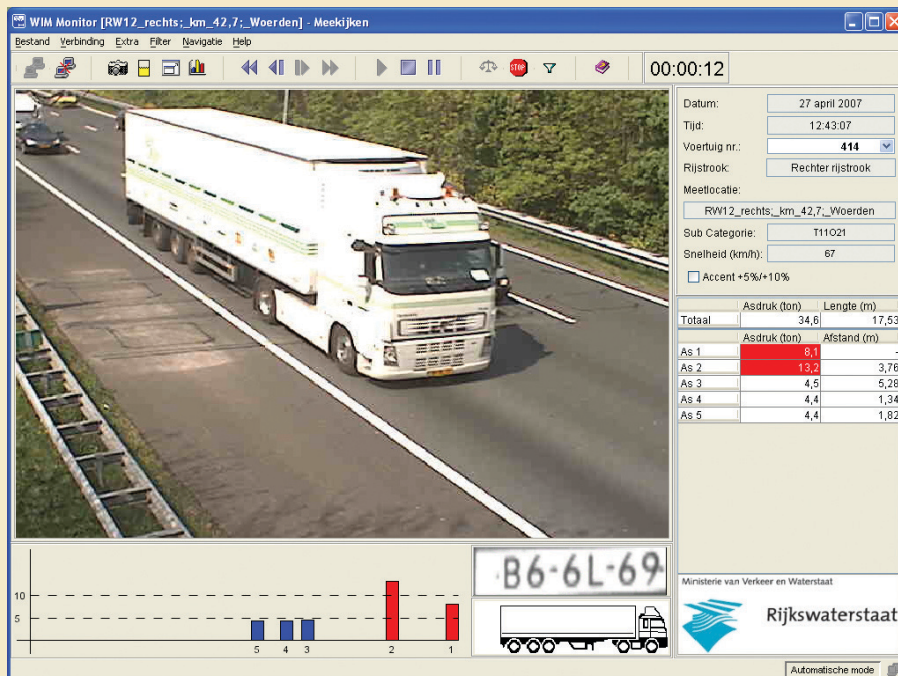 WIM Monitor [RW12_rechts;_km_42,7;_Woerden] - Meekijken
Bestand Verbinding Extra Filter Navigatie Help
STOP
00:00:12
Datum: 27 april 2007
Tijd: 12:43:07
Voertuig nr.: 414
Rijstrook: Rechter rijstrook
Meetlocatie:
RW12_rechts;_km_42,7;_Woerden
Sub Categorie: T11O21
Snelheid (km/h): 67
Accent +5%/+10%
Asdruk (ton) Lengte (m)
Totaal 34,6 17,53
Asdruk (ton) Afstand (m)
As 1 8,1 -
As 2 13,2 3,76
As 3 4,5 5,28
As 4 4,4 1,34
As 5 4,4 1,82
10
5
5 4 3 2 1
B6-6L-69
Ministerie van Verkeer en Waterstaat
Rijkswaterstaat
Automatische mode